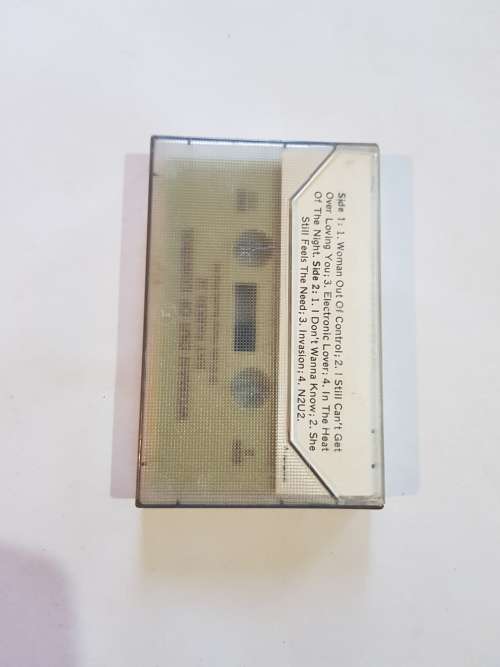 Side 1: 1. Woman Out Of Control; 2. I Still Can't Get
Over Loving You; 3. Electronic Lover; 4. In The Heat
Of The Night. Side 2: 1. I Don't Wanna Know; 2. She
Still Feels The Need; 3. Invasion; 4. N2U2.